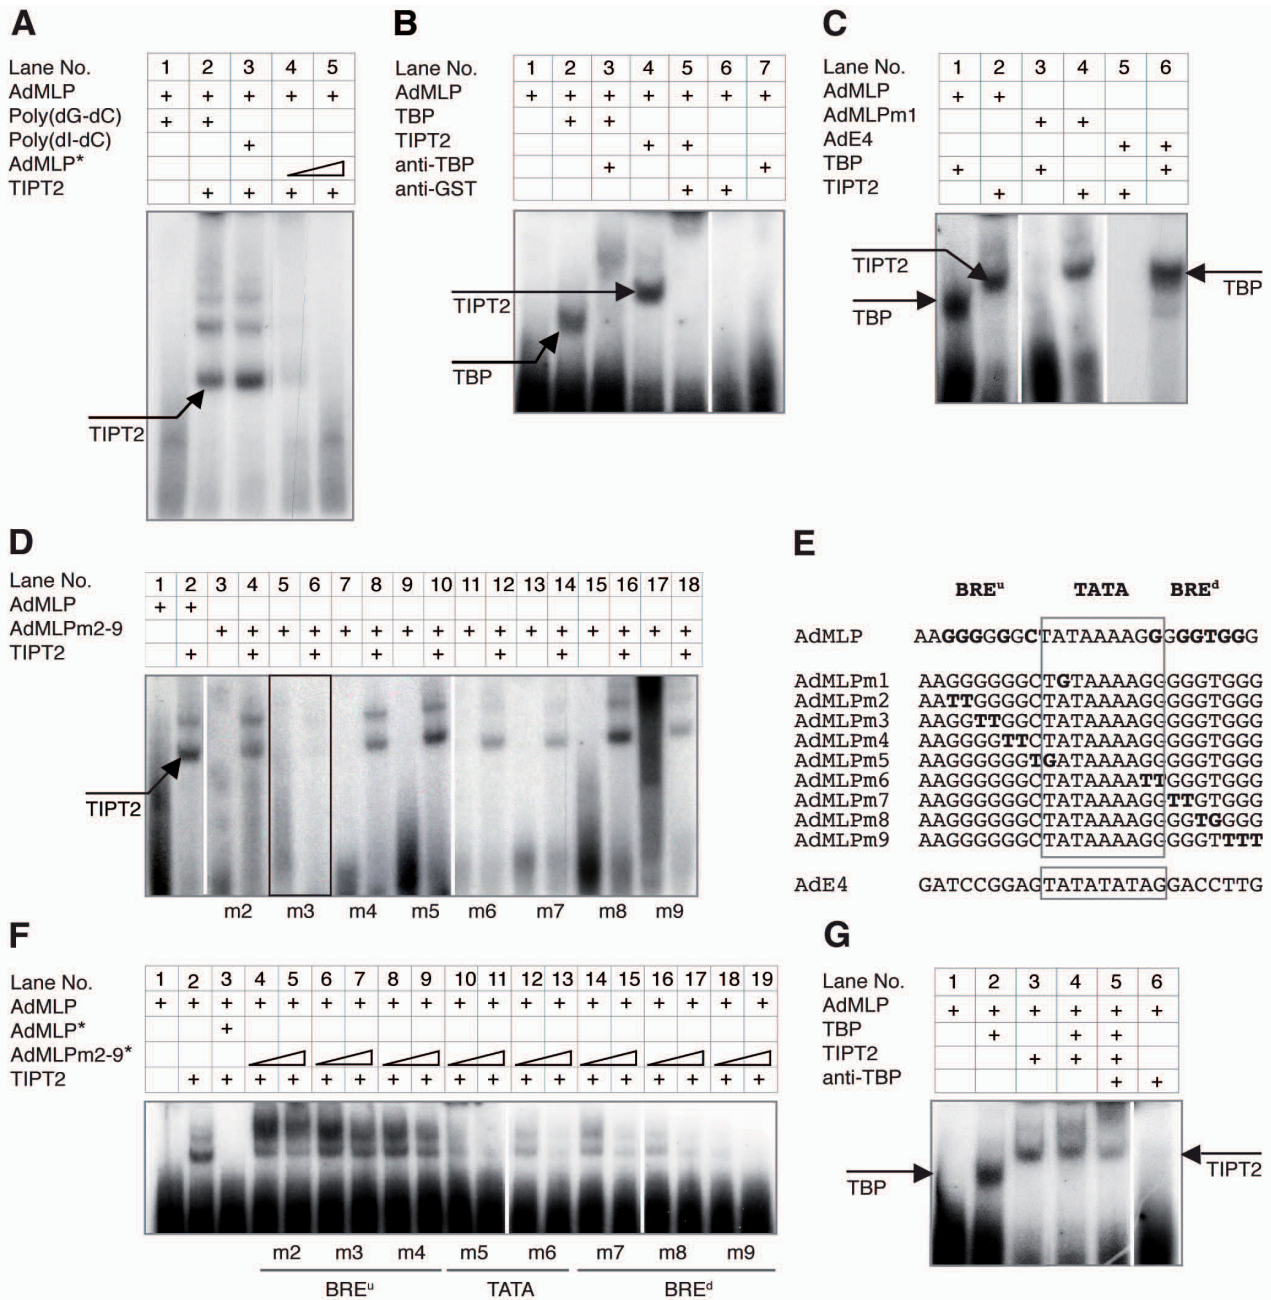 A
Lane No. 1 2 3 4 5
AdMLP + + + + +
Poly(dG-dC) + +
Poly(dI-dC) +
AdMLP*
TIPT2 + + + +
TIPT2
B
Lane No. 1 2 3 4 5 6 7
AdMLP + + + + + + +
TBP + +
TIPT2 + +
anti-TBP + +
anti-GST + +
TIPT2
TBP
C
Lane No. 1 2 3 4 5 6
AdMLP + +
AdMLPm1 + +
AdE4 + +
TBP + + +
TIPT2 + + +
TIPT2
TBP
TBP
D
Lane No. 1 2 3 4 5 6 7 8 9 10 11 12 13 14 15 16 17 18
AdMLP + +
AdMLPm2-9 + + + + + + + + + + + + + + + +
TIPT2 + + + + + + + + +
TIPT2
m2 m3 m4 m5 m6 m7 m8 m9
E
BREu TATA BREd
AdMLP AAGGGGGGCTATAAAAGGGGGTGGG
AdMLPm1 AAGGGGGGCTGTAAAAGGGGGTGGG
AdMLPm2 AATTGGGGCTATAAAAGGGGGTGGG
AdMLPm3 AAGGTTGGCTATAAAAGGGGGTGGG
AdMLPm4 AAGGGGTTCTATAAAAGGGGGTGGG
AdMLPm5 AAGGGGGGTGATAAAAGGGGGTGGG
AdMLPm6 AAGGGGGGCTATAAAATTGGGTGGG
AdMLPm7 AAGGGGGGCTATAAAAGGTTGTGGG
AdMLPm8 AAGGGGGGCTATAAAAGGGGTGGGG
AdMLPm9 AAGGGGGGCTATAAAAGGGGGTTTT
AdE4 GATCCGGAGTATATATAGGACCTTG
F
Lane No. 1 2 3 4 5 6 7 8 9 10 11 12 13 14 15 16 17 18 19
AdMLP + + + + + + + + + + + + + + + + + + +
AdMLP* +
AdMLPm2-9*
TIPT2 + + + + + + + + + + + + + + + + + +
m2 m3 m4 m5 m6 m7 m8 m9
BREu TATA BREd
G
Lane No. 1 2 3 4 5 6
AdMLP + + + + + +
TBP + + +
TIPT2 + + +
anti-TBP + +
TBP
TIPT2